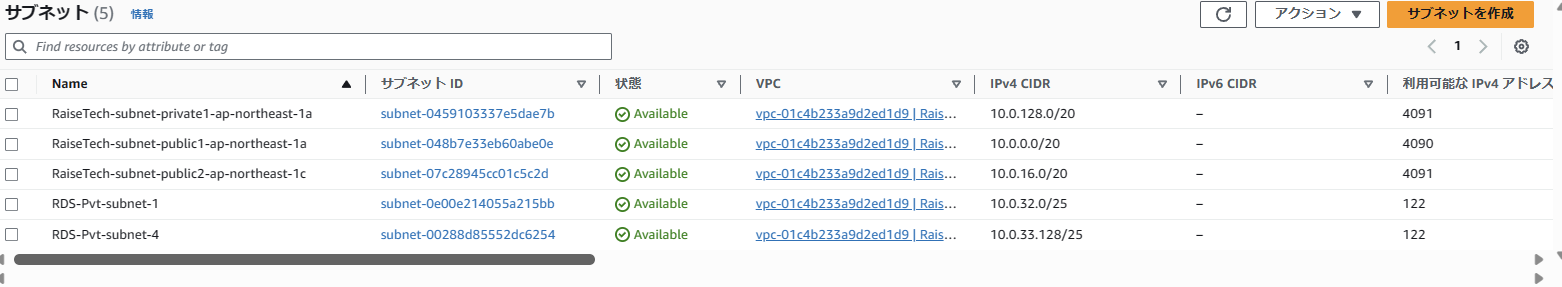 サブネット (5) 情報 アクション サブネットを作成
Find resources by attribute or tag 1
Name サブネット ID 状態 VPC IPv4 CIDR IPv6 CIDR 利用可能な IPv4 アドレス
RaiseTech-subnet-private1-ap-northeast-1a subnet-0459103337e5dae7b Available vpc-01c4b233a9d2ed1d9 | Rais… 10.0.128.0/20 – 4091
RaiseTech-subnet-public1-ap-northeast-1a subnet-048b7e33eb60abe0e Available vpc-01c4b233a9d2ed1d9 | Rais… 10.0.0.0/20 – 4090
RaiseTech-subnet-public2-ap-northeast-1c subnet-07c28945cc01c5c2d Available vpc-01c4b233a9d2ed1d9 | Rais… 10.0.16.0/20 – 4091
RDS-Pvt-subnet-1 subnet-0e00e214055a215bb Available vpc-01c4b233a9d2ed1d9 | Rais… 10.0.32.0/25 – 122
RDS-Pvt-subnet-4 subnet-00288d85552dc6254 Available vpc-01c4b233a9d2ed1d9 | Rais… 10.0.33.128/25 – 122